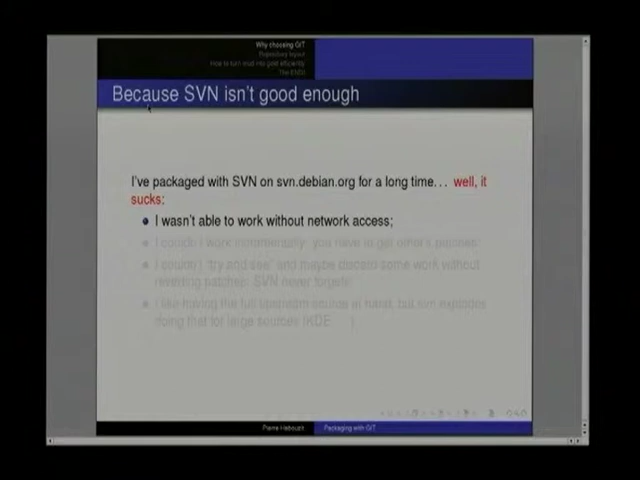 Why choosing GIT
Repository layout
How to turn mud into gold efficiently
The END!
Because SVN isn't good enough
I've packaged with SVN on svn.debian.org for a long time... well, it
sucks:
I wasn't able to work without network access;
I couldn't work incrementally: you have to get other's patches
I couldn't "try and see" and maybe discard some work without
reverting patches: SVN never forgets
I like having the full upstream source at hand, but svn explodes
doing that for large sources (KDE )
Pierre Habouzit
Packaging with GIT